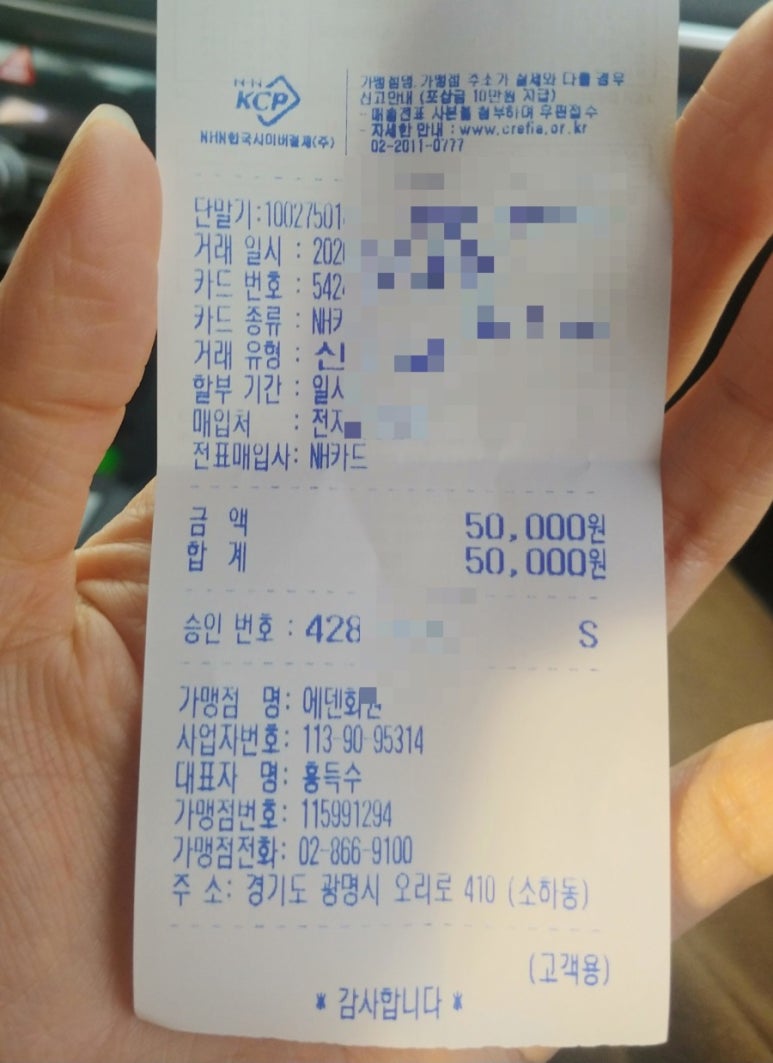 NHN
KCP
NHN한국사이버결제(주)
가맹점명, 가맹점 주소가 실제와 다를 경우
신고안내 (포상금 10만원 지급)
- 매출전표 사본을 첨부하여 우편접수
- 자세한 안내 : www.crefia.or.kr
02-2011-0777
단말기:10027501
거래 일시 : 202
카드 번호 : 542
카드 종류 : NH카
거래 유형 : 신
할부 기간 : 일시
매입처 : 전자
전표매입사: NH카드
금 액 50,000원
합 계 50,000원
승인 번호 : 428 S
가맹점 명: 에덴화원
사업자번호: 113-90-95314
대표자 명: 홍득수
가맹점번호: 115991294
가맹점전화: 02-866-9100
주 소: 경기도 광명시 오리로 410 (소하동)
(고객용)
* 감사합니다 *